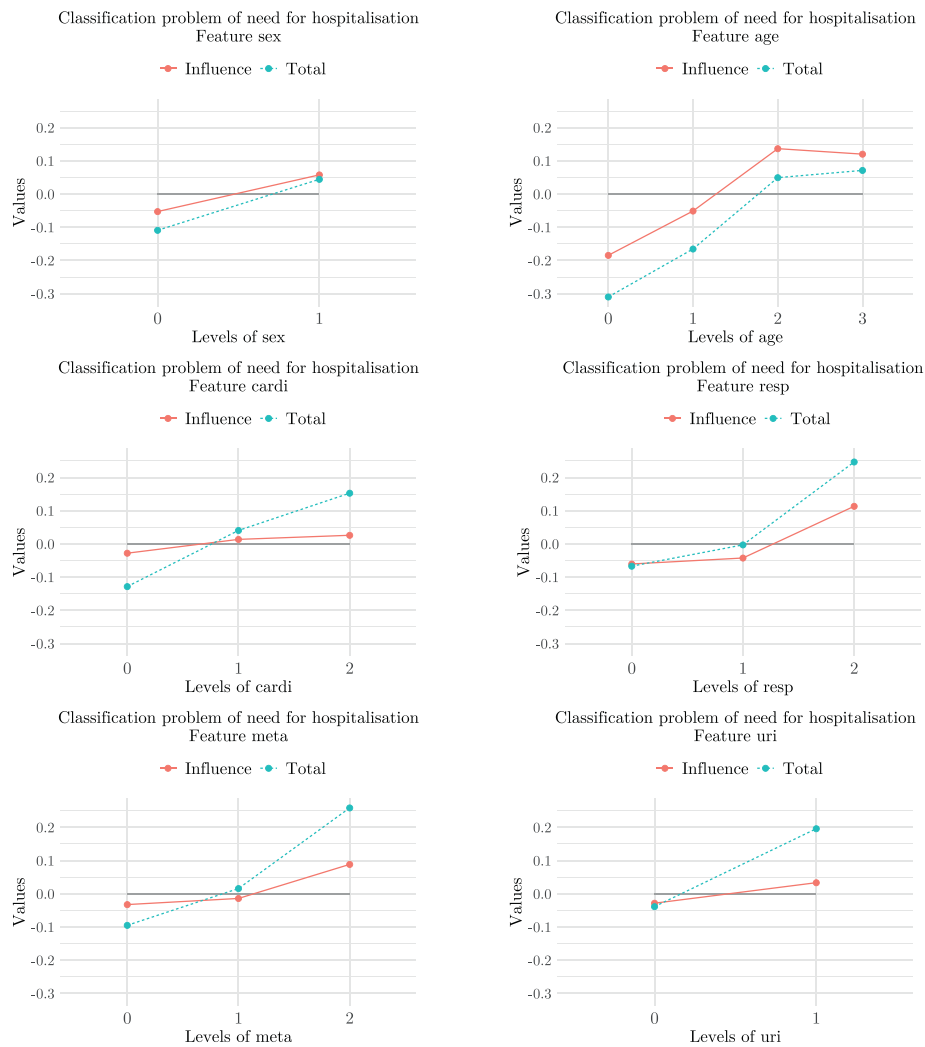 Classification problem of need for hospitalisation
Feature sex
Influence Total
0.2
0.1
0.0
-0.1
-0.2
-0.3
Values
0 1
Levels of sex
Classification problem of need for hospitalisation
Feature age
Influence Total
0.2
0.1
0.0
-0.1
-0.2
-0.3
Values
0 1 2 3
Levels of age
Classification problem of need for hospitalisation
Feature cardi
Influence Total
0.2
0.1
0.0
-0.1
-0.2
-0.3
Values
0 1 2
Levels of cardi
Classification problem of need for hospitalisation
Feature resp
Influence Total
0.2
0.1
0.0
-0.1
-0.2
-0.3
Values
0 1 2
Levels of resp
Classification problem of need for hospitalisation
Feature meta
Influence Total
0.2
0.1
0.0
-0.1
-0.2
-0.3
Values
0 1 2
Levels of meta
Classification problem of need for hospitalisation
Feature uri
Influence Total
0.2
0.1
0.0
-0.1
-0.2
-0.3
Values
0 1
Levels of uri